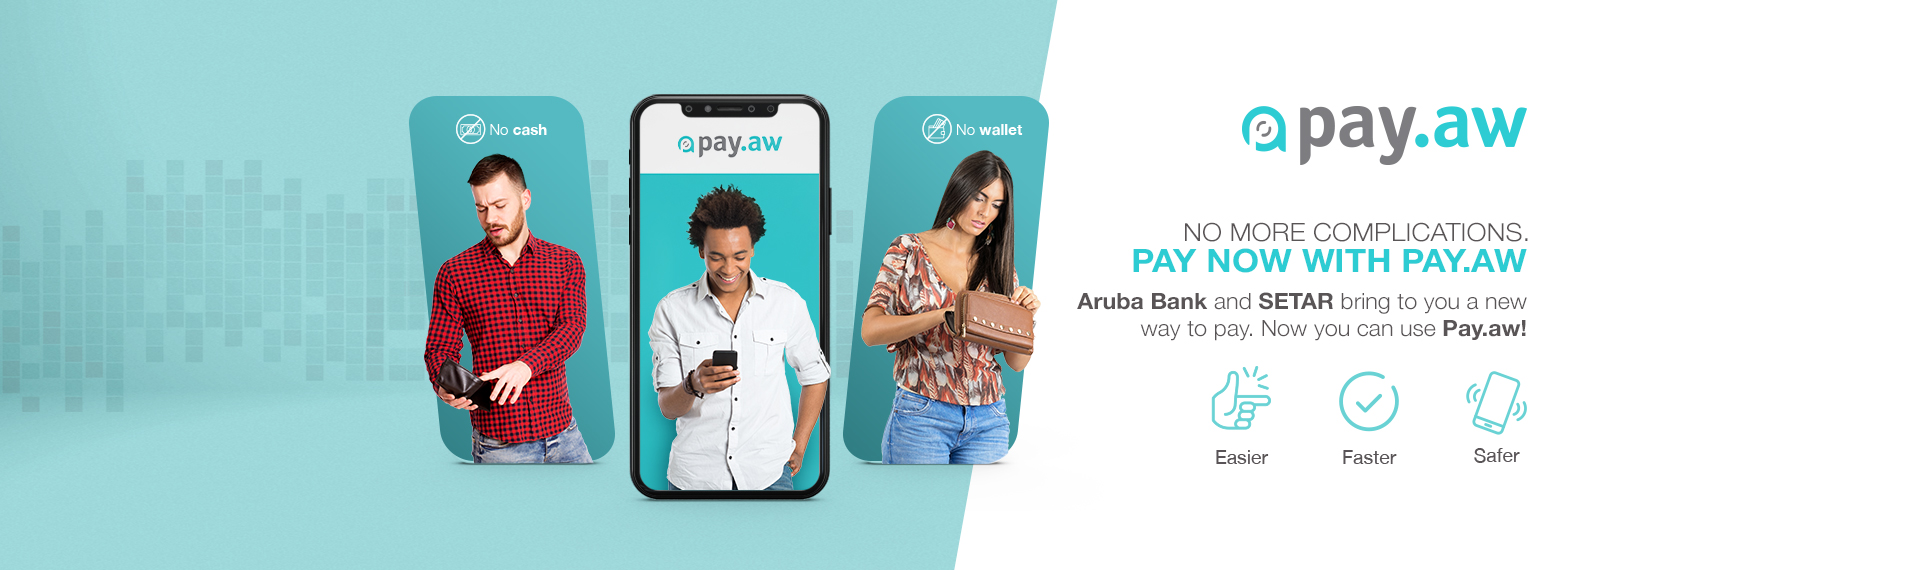 No cash
pay.aw
No wallet
pay.aw
NO MORE COMPLICATIONS.
PAY NOW WITH PAY.AW
Aruba Bank and SETAR bring to you a new
way to pay. Now you can use Pay.aw!
Easier
Faster
Safer